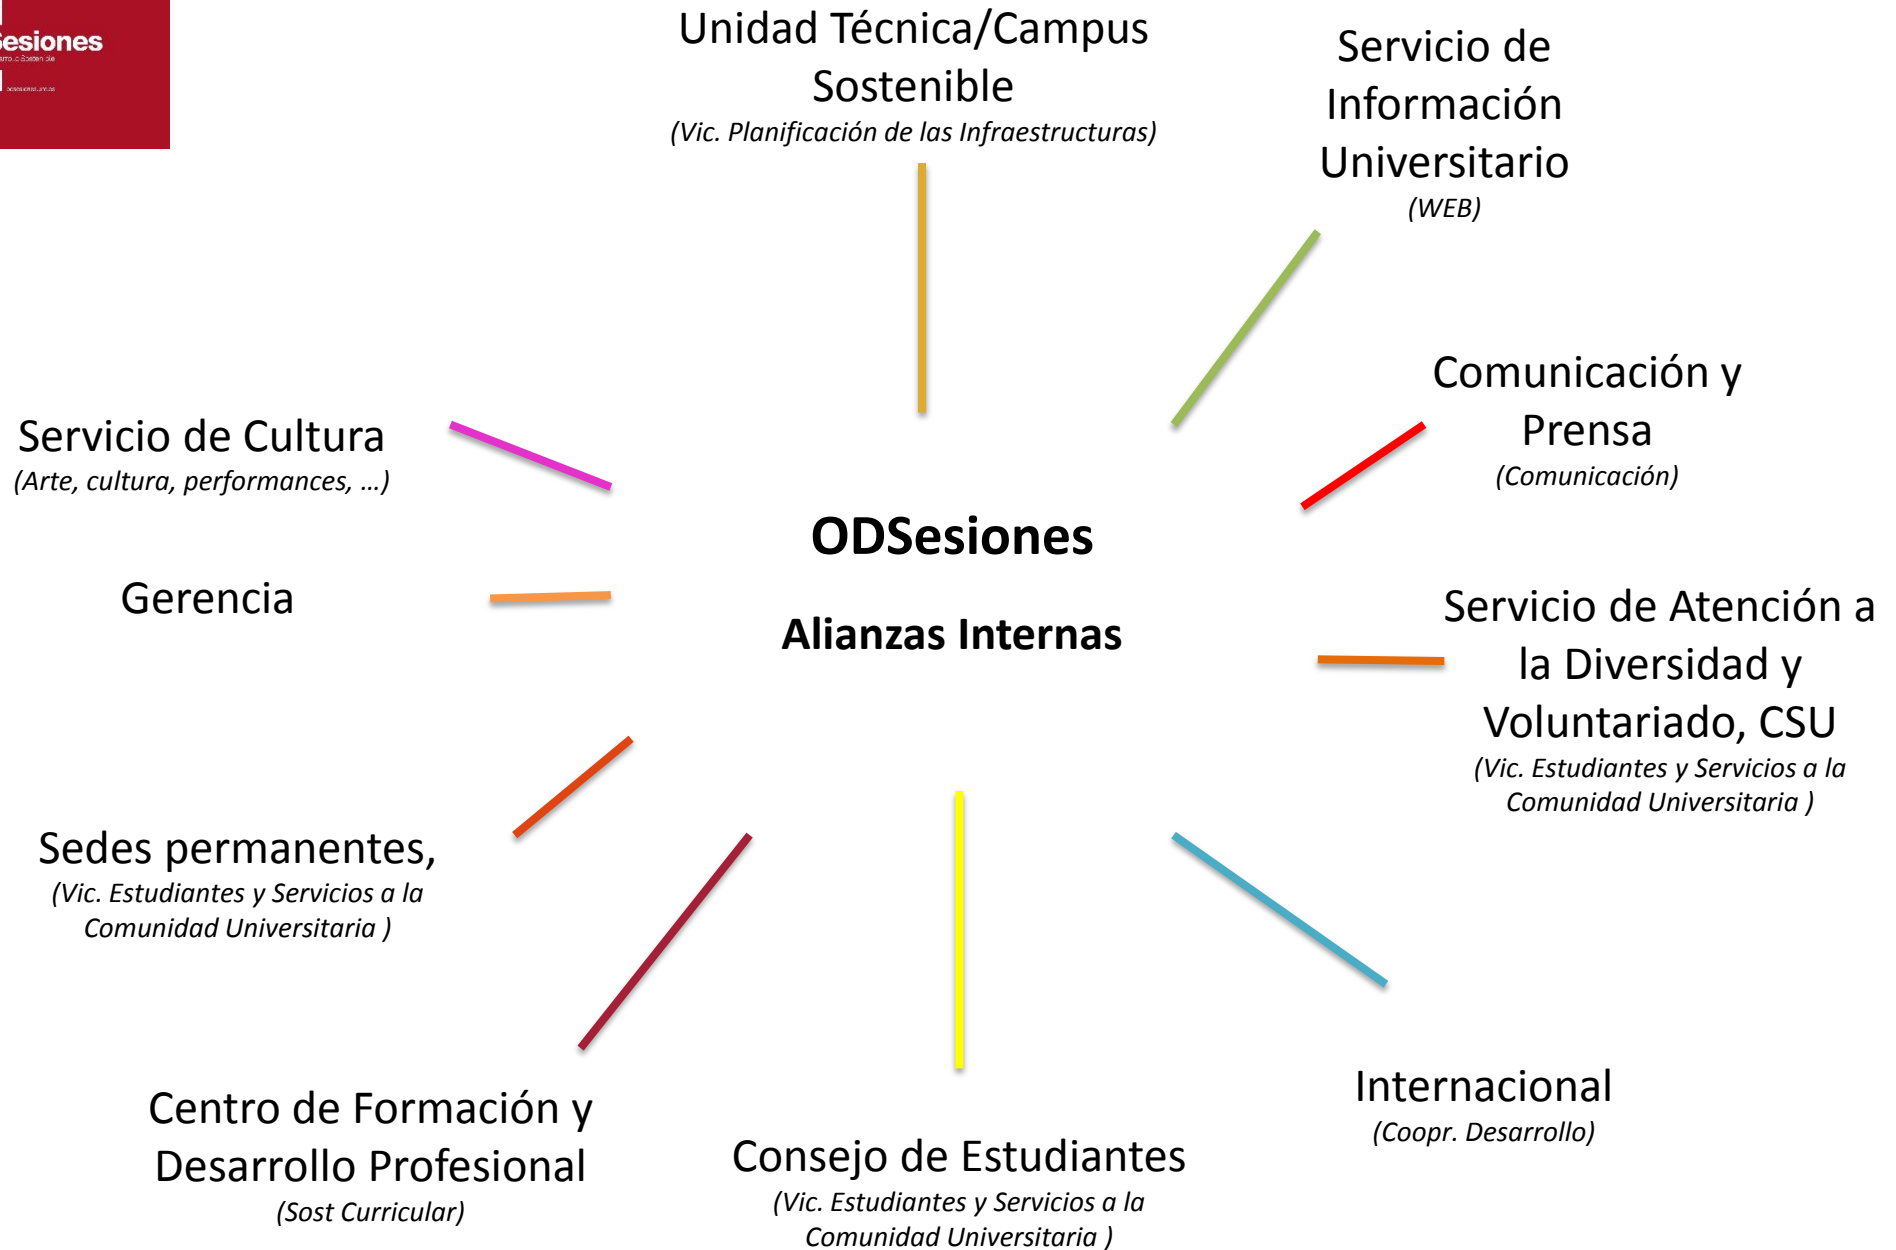 esiones
Unidad Técnica/Campus
Sostenible
(Vic. Planificación de las Infraestructuras)
Servicio de
Información
Universitario
(WEB)
Comunicación y
Prensa
(Comunicación)
Servicio de Cultura
(Arte, cultura, performances, …)
ODSesiones
Alianzas Internas
Gerencia
Servicio de Atención a
la Diversidad y
Voluntariado, CSU
(Vic. Estudiantes y Servicios a la
Comunidad Universitaria )
Sedes permanentes,
(Vic. Estudiantes y Servicios a la
Comunidad Universitaria )
Centro de Formación y
Desarrollo Profesional
(Sost Curricular)
Consejo de Estudiantes
(Vic. Estudiantes y Servicios a la
Comunidad Universitaria )
Internacional
(Coopr. Desarrollo)